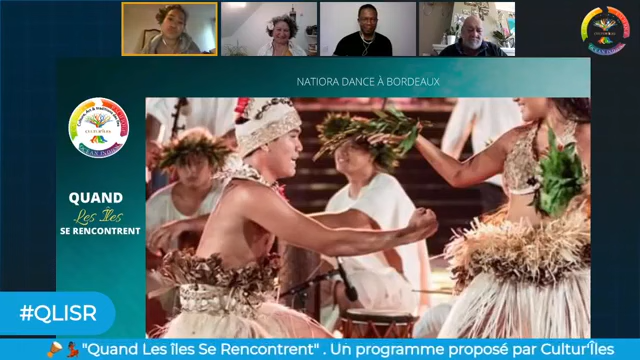 NATIORA DANCE À BORDEAUX
QUAND
Les Îles
SE RENCONTRENT
#QLISR
"Quand Les îles Se Rencontrent" . Un programme proposé par Cultur'Îles